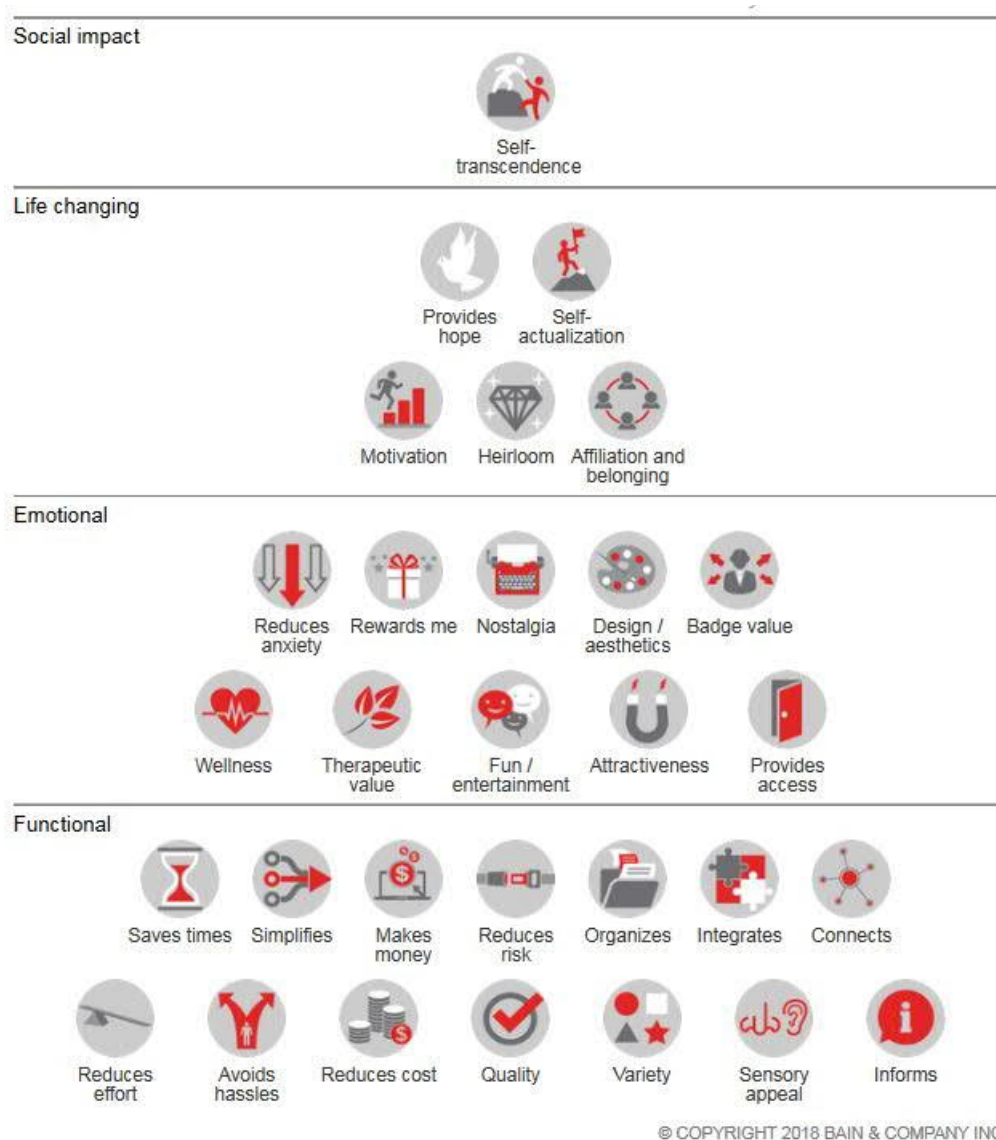 Social impact
Self-
transcendence
Life changing
Provides
hope
Self-
actualization
Motivation
Heirloom
Affiliation and
belonging
Emotional
Reduces
anxiety
Rewards me
Nostalgia
Design /
aesthetics
Badge value
Wellness
Therapeutic
value
Fun /
entertainment
Attractiveness
Provides
access
Functional
Saves times
Simplifies
Makes
money
Reduces
risk
Organizes
Integrates
Connects
Reduces
effort
Avoids
hassles
Reduces cost
Quality
Variety
Sensory
appeal
Informs
© COPYRIGHT 2018 BAIN & COMPANY INC